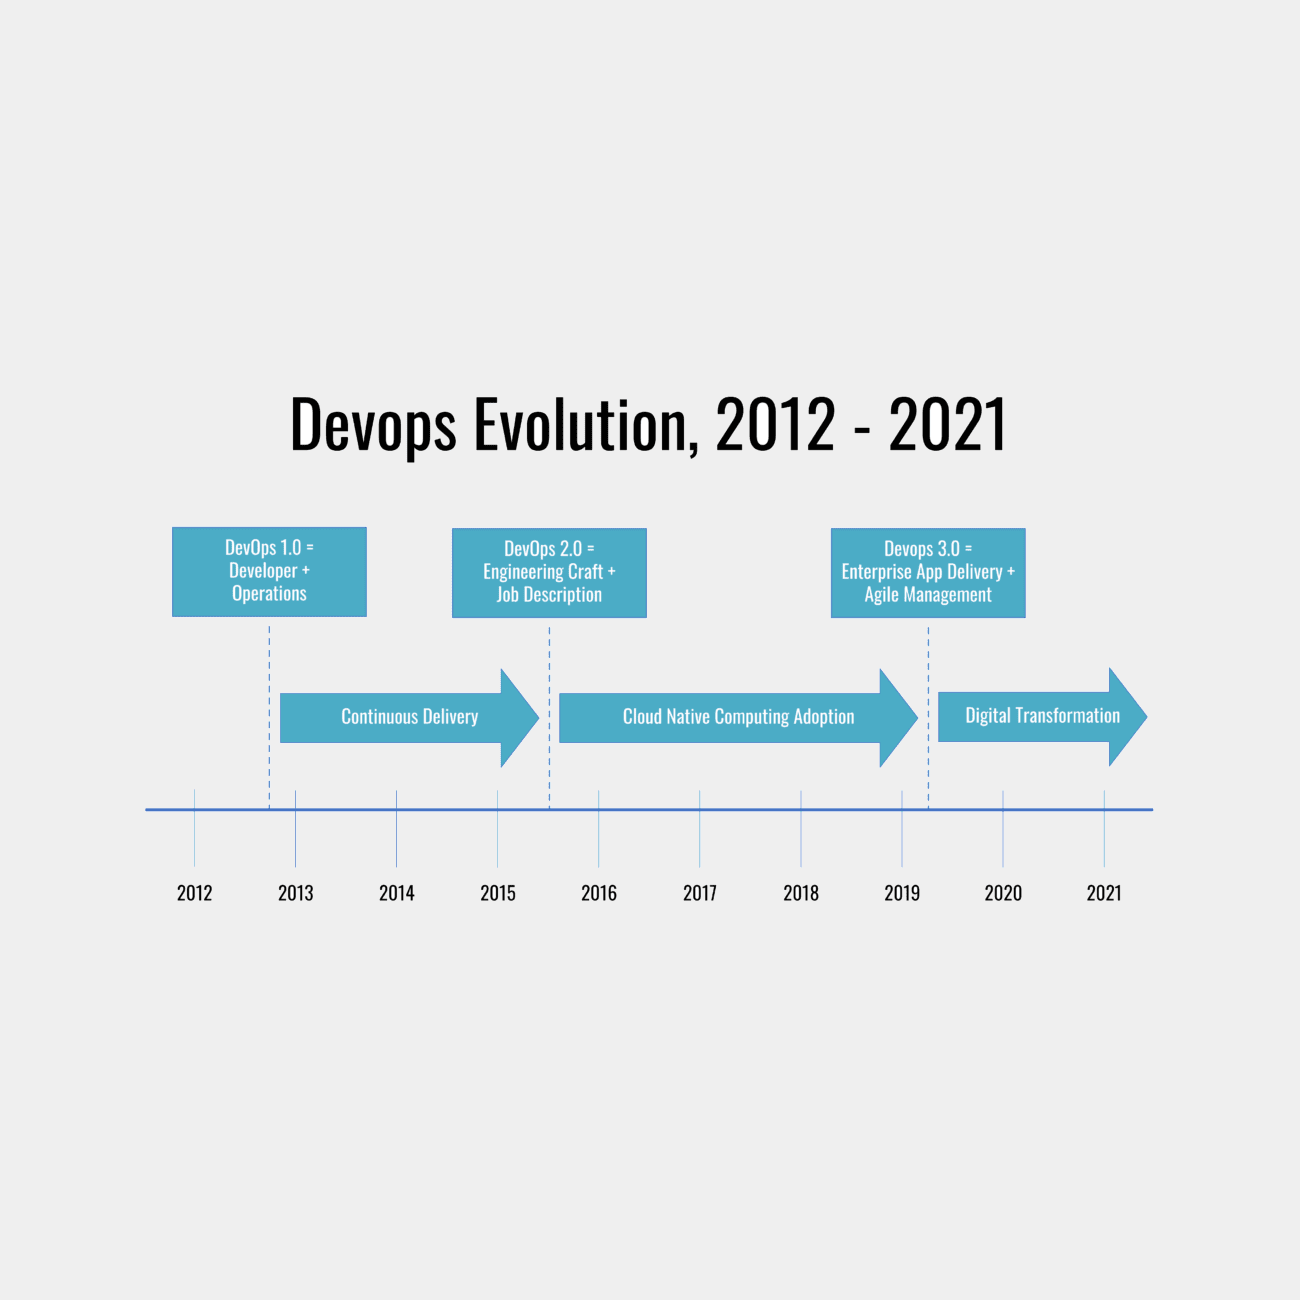 Devops Evolution, 2012 - 2021
DevOps 1.0 =
Developer +
Operations
DevOps 2.0 =
Engineering Craft +
Job Description
Devops 3.0 =
Enterprise App Delivery +
Agile Management
Continuous Delivery
Cloud Native Computing Adoption
Digital Transformation
2012
2013
2014
2015
2016
2017
2018
2019
2020
2021